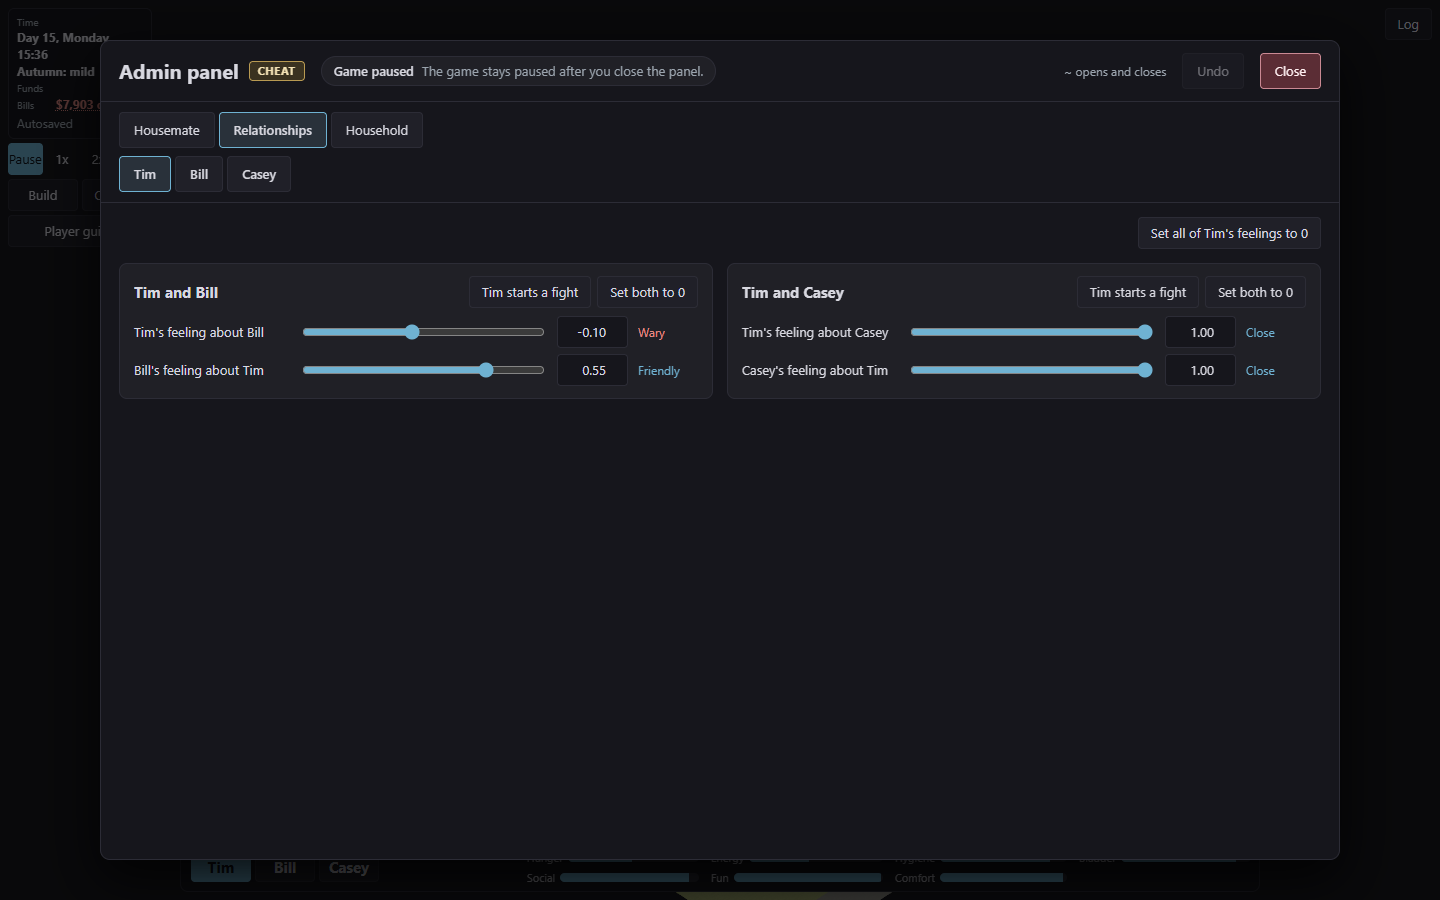 Time
Day 15, Monday
15:36
Autumn: mild
Funds
Bills $7,903
Autosaved
Pause 1x
Build
Player
Log
Admin panel CHEAT Game paused The game stays paused after you close the panel. ~ opens and closes Undo Close
Housemate Relationships Household
Tim Bill Casey
Set all of Tim's feelings to 0
Tim and Bill Tim starts a fight Set both to 0
Tim's feeling about Bill -0.10 Wary
Bill's feeling about Tim 0.55 Friendly
Tim and Casey Tim starts a fight Set both to 0
Tim's feeling about Casey 1.00 Close
Casey's feeling about Tim 1.00 Close
Tim Bill Casey
Social Fun Comfort